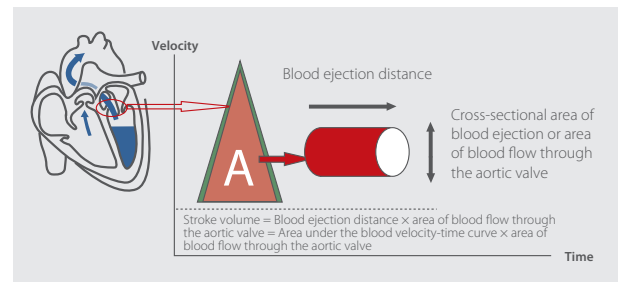 Velocity
Blood ejection distance
Cross-sectional area of
blood ejection or area
of blood flow through
the aortic valve
A
Stroke volume = Blood ejection distance × area of blood flow through
the aortic valve = Area under the blood velocity-time curve × area of
blood flow through the aortic valve
Time